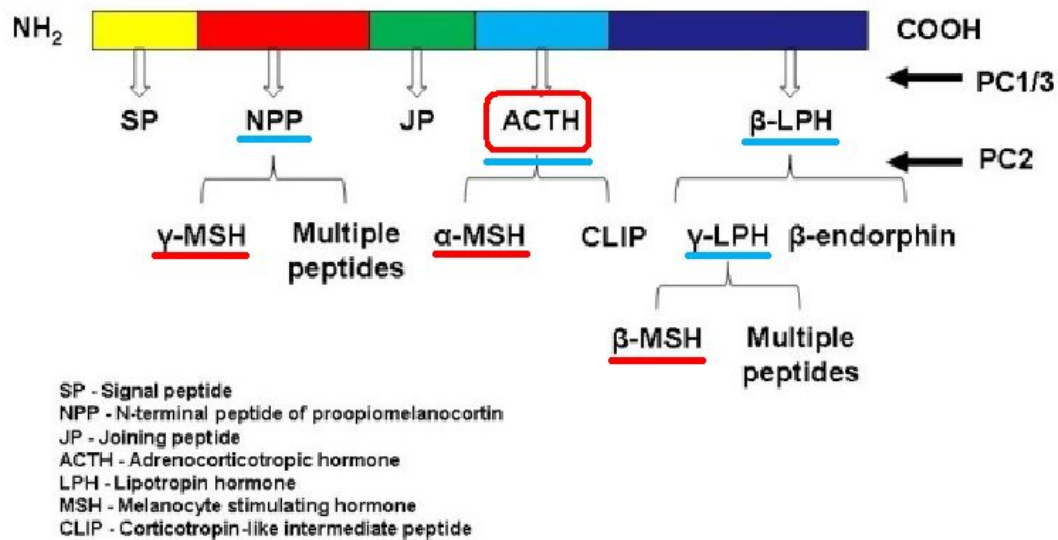 NH₂ COOH
PC1/3
SP NPP JP ACTH β-LPH
PC2
γ-MSH Multiple peptides α-MSH CLIP γ-LPH β-endorphin
β-MSH Multiple peptides
SP - Signal peptide
NPP - N-terminal peptide of proopiomelanocortin
JP - Joining peptide
ACTH - Adrenocorticotropic hormone
LPH - Lipotropin hormone
MSH - Melanocyte stimulating hormone
CLIP - Corticotropin-like intermediate peptide